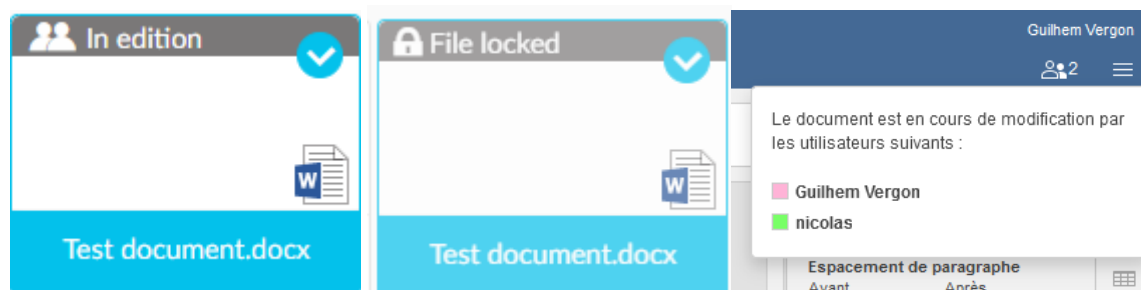 In edition
W
Test document.docx
File locked
W
Test document.docx
Guilhem Vergon
2
Le document est en cours de modification par
les utilisateurs suivants :
Guilhem Vergon
nicolas
Espacement de paragraphe
Avant Après